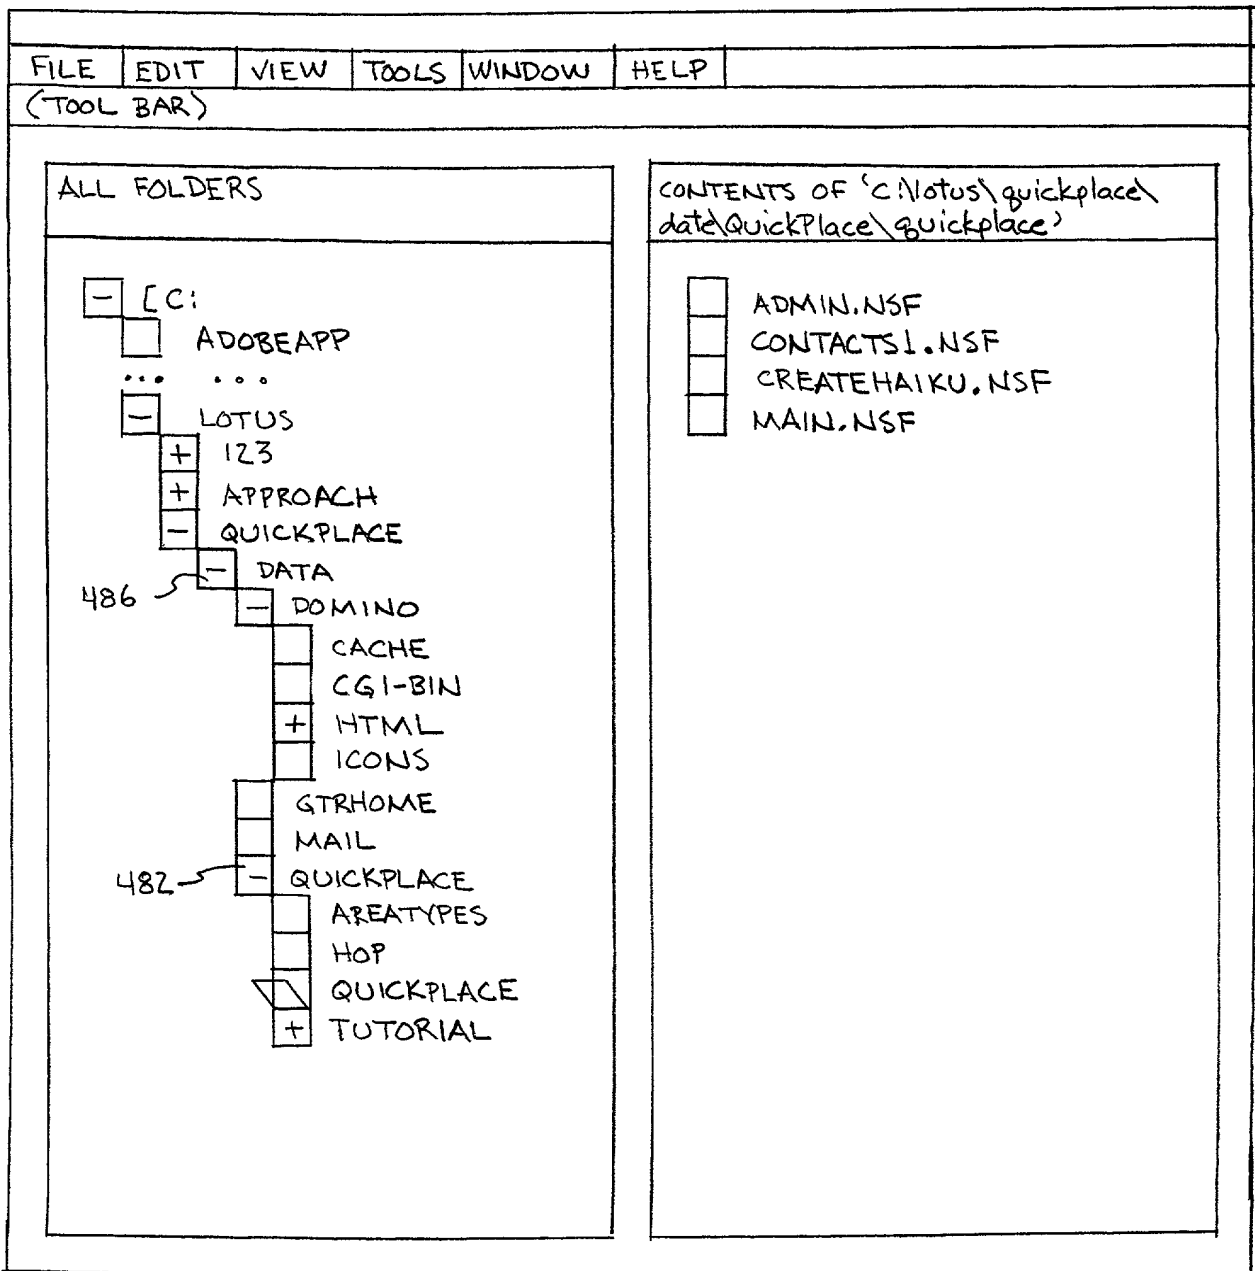 FILE EDIT VIEW TOOLS WINDOW HELP
(TOOL BAR)
ALL FOLDERS
[C:
ADOBEAPP
... ...
LOTUS
+ 123
+ APPROACH
- QUICKPLACE
- DATA
486
- DOMINO
CACHE
CGI-BIN
+ HTML
ICONS
GTRHOME
MAIL
482 - QUICKPLACE
AREATYPES
HOP
QUICKPLACE
+ TUTORIAL
CONTENTS OF 'C:\lotus\quickplace\
date\QuickPlace\quickplace'
ADMIN.NSF
CONTACTS1.NSF
CREATEHAIKU.NSF
MAIN.NSF